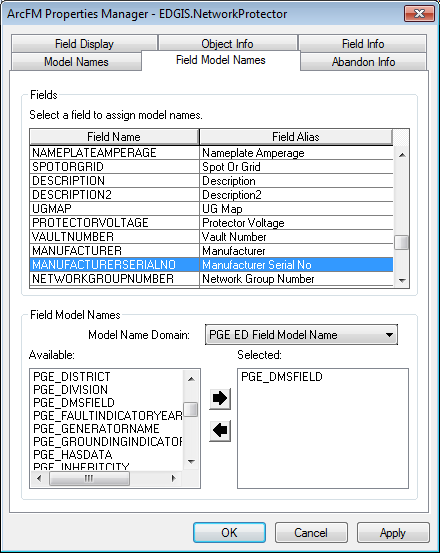 ArcFM Properties Manager - EDGIS.NetworkProtector
Field Display Object Info Field Info
Model Names Field Model Names Abandon Info
Fields
Select a field to assign model names.
Field Name Field Alias
NAMEPLATEAMPERAGE Nameplate Amperage
SPOTORGRID Spot Or Grid
DESCRIPTION Description
DESCRIPTION2 Description2
UGMAP UG Map
PROTECTORVOLTAGE Protector Voltage
VAULTNUMBER Vault Number
MANUFACTURER Manufacturer
MANUFACTURERSERIALNO Manufacturer Serial No
NETWORKGROUPNUMBER Network Group Number
Field Model Names
Model Name Domain: PGE ED Field Model Name
Available: Selected:
PGE_DISTRICT PGE_DMSFIELD
PGE_DIVISION
PGE_DMSFIELD
PGE_FAULTINDICATORYEAR
PGE_GENERATORNAME
PGE_GROUNDINGINDICATOR
PGE_HASDATA
PGE_INHERITCITY
OK Cancel Apply